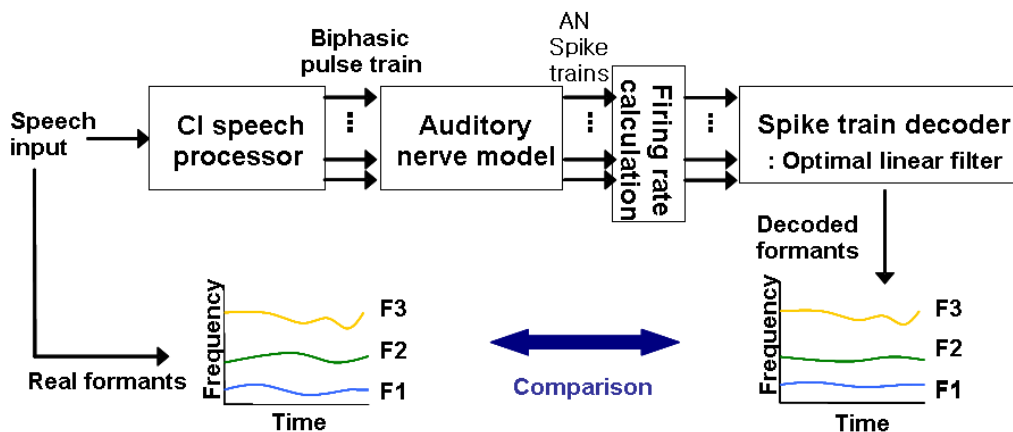 Speech
input
CI speech
processor
Biphasic
pulse train
...
Auditory
nerve model
AN
Spike
trains
...
Firing rate
calculation
...
Spike train decoder
: Optimal linear filter
Decoded
formants
Real formants
Frequency
F3
F2
F1
Time
Comparison
Frequency
F3
F2
F1
Time